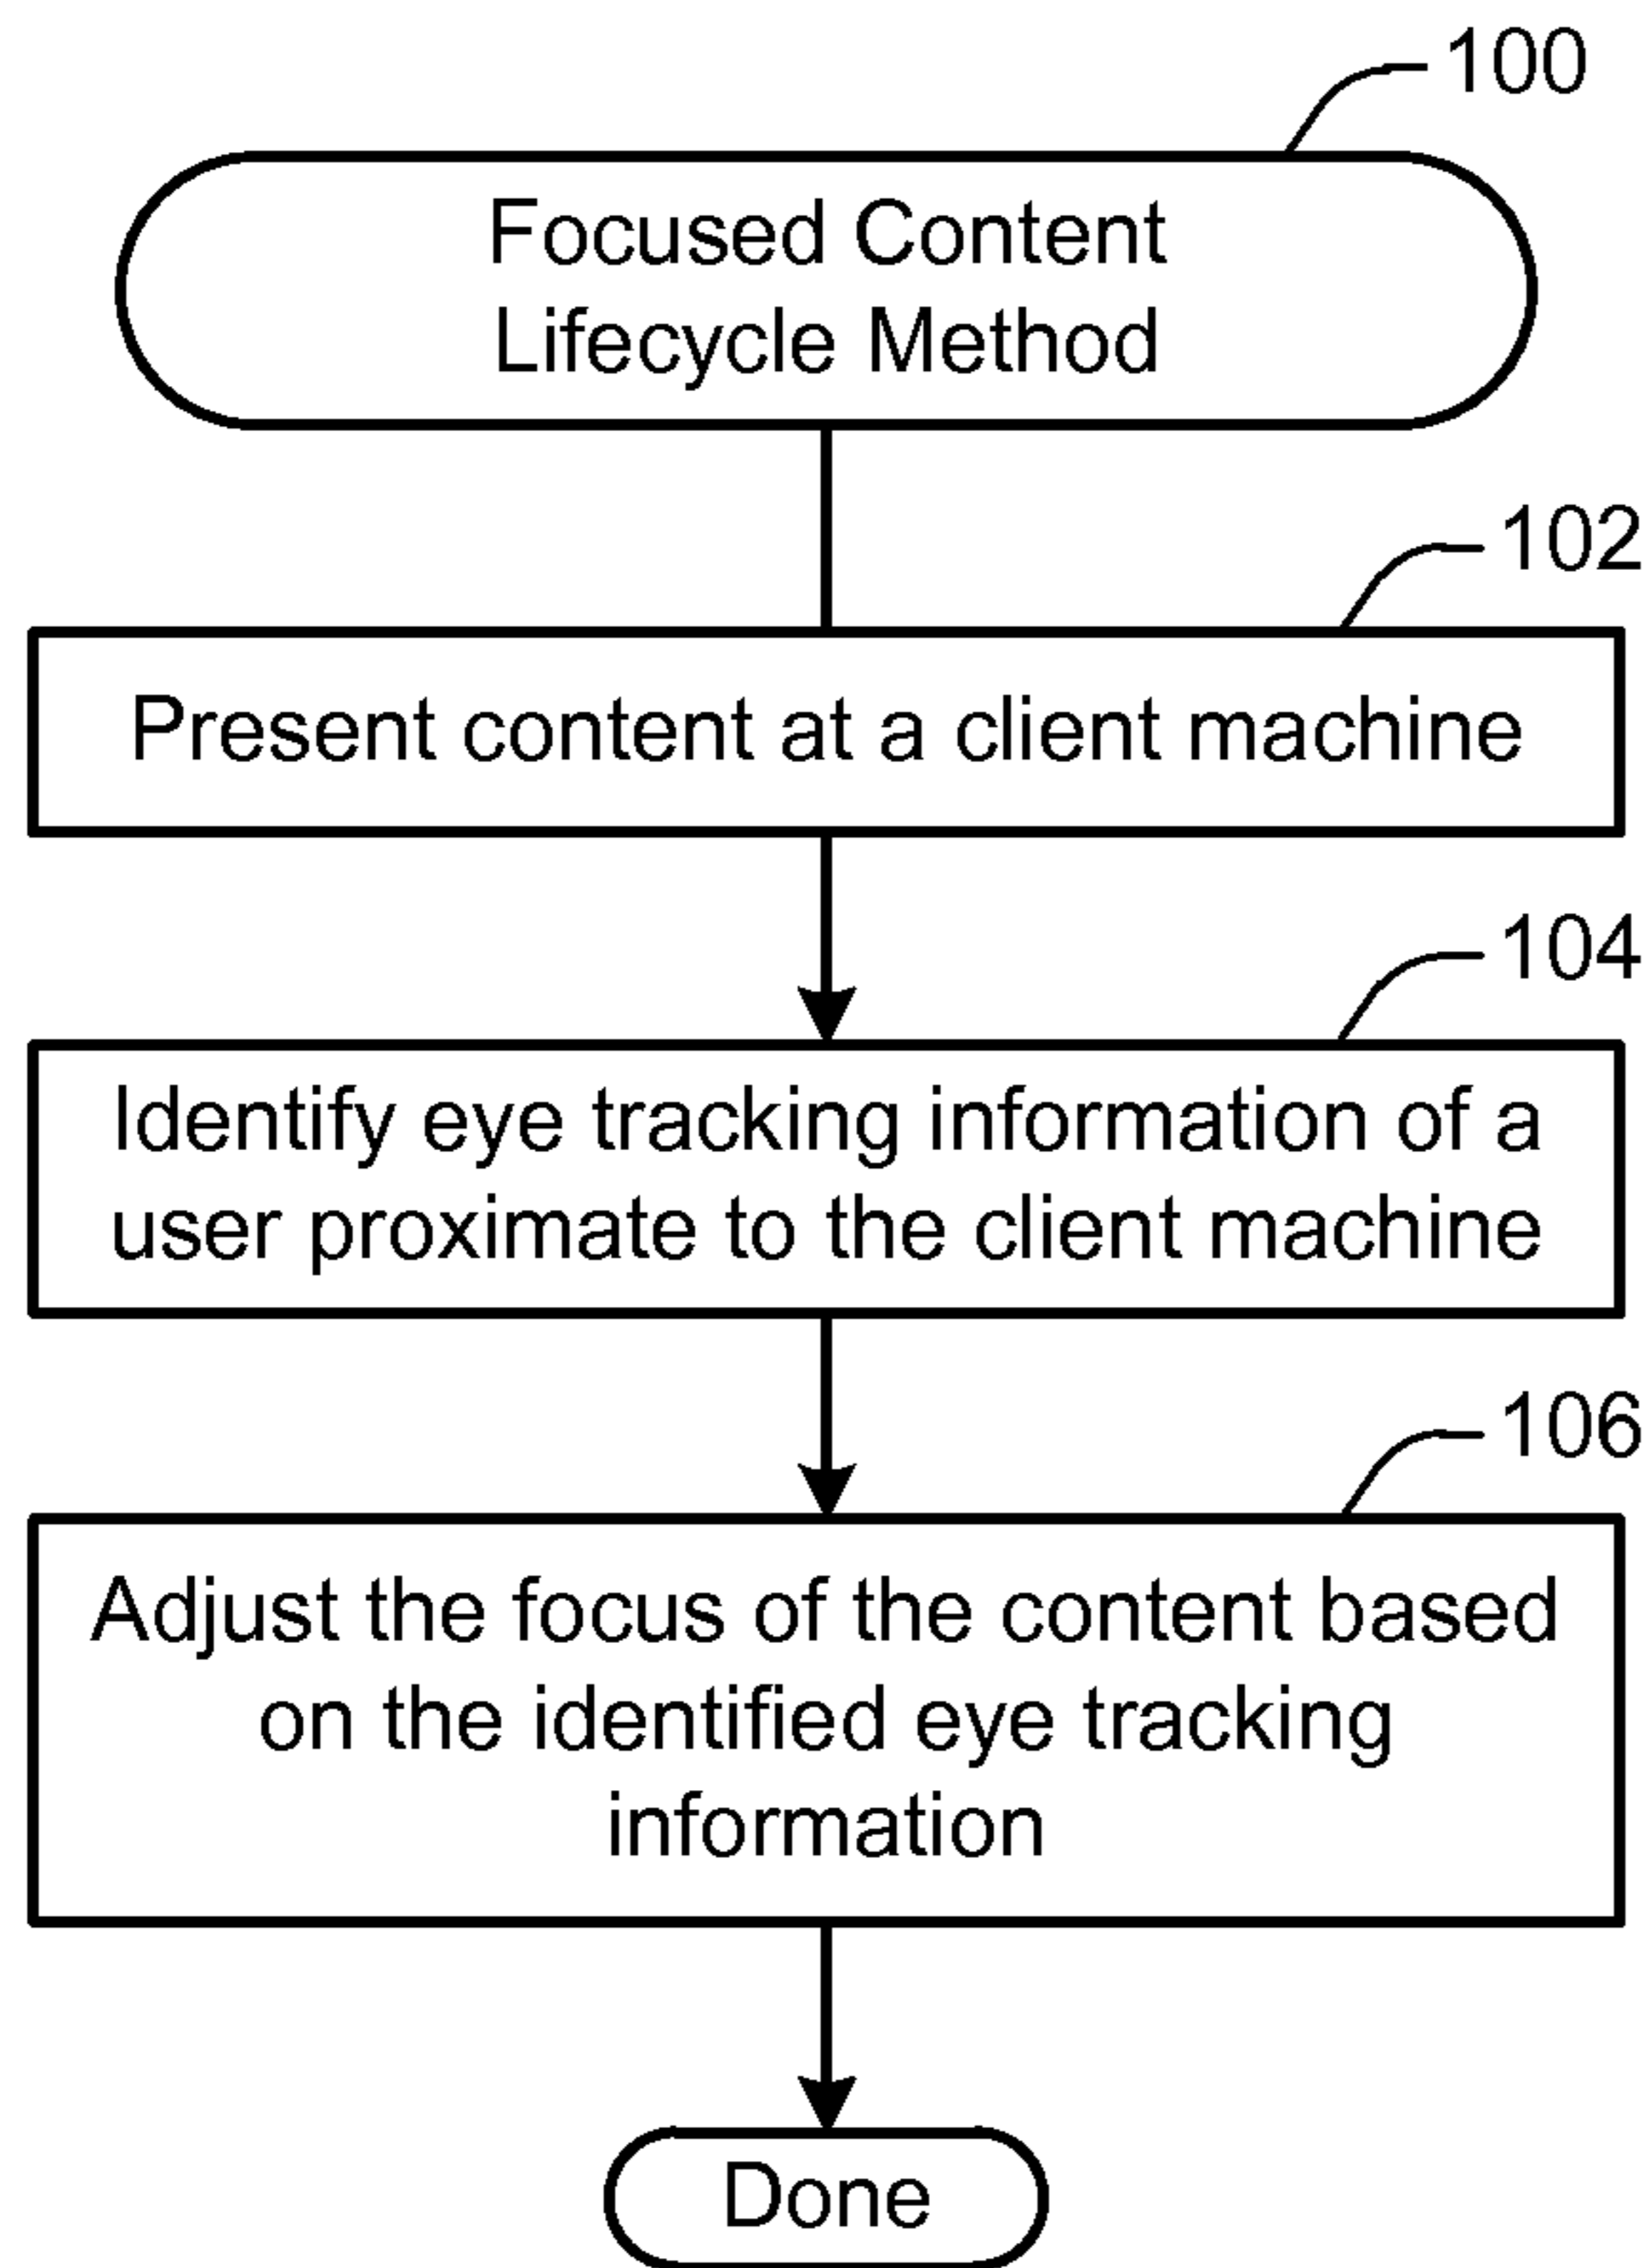 100
Focused Content
Lifecycle Method
102
Present content at a client machine
104
Identify eye tracking information of a
user proximate to the client machine
106
Adjust the focus of the content based
on the identified eye tracking
information
Done